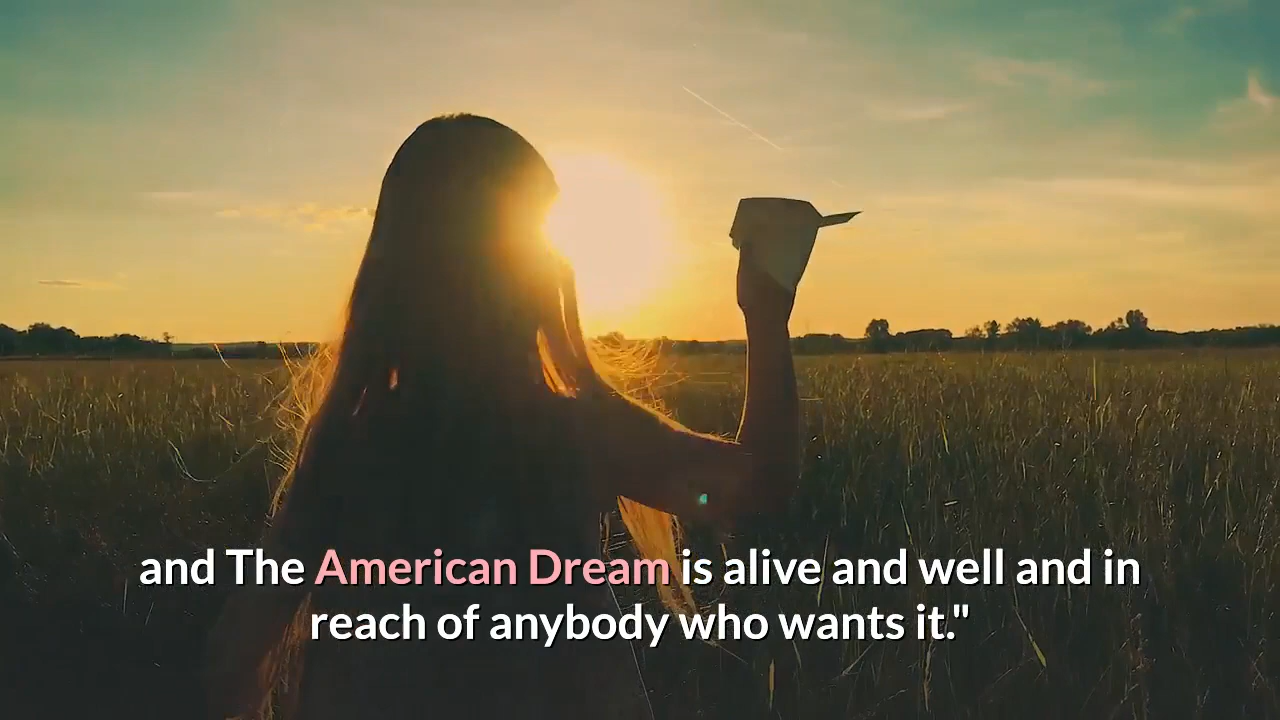 and The American Dream is alive and well and in
reach of anybody who wants it."